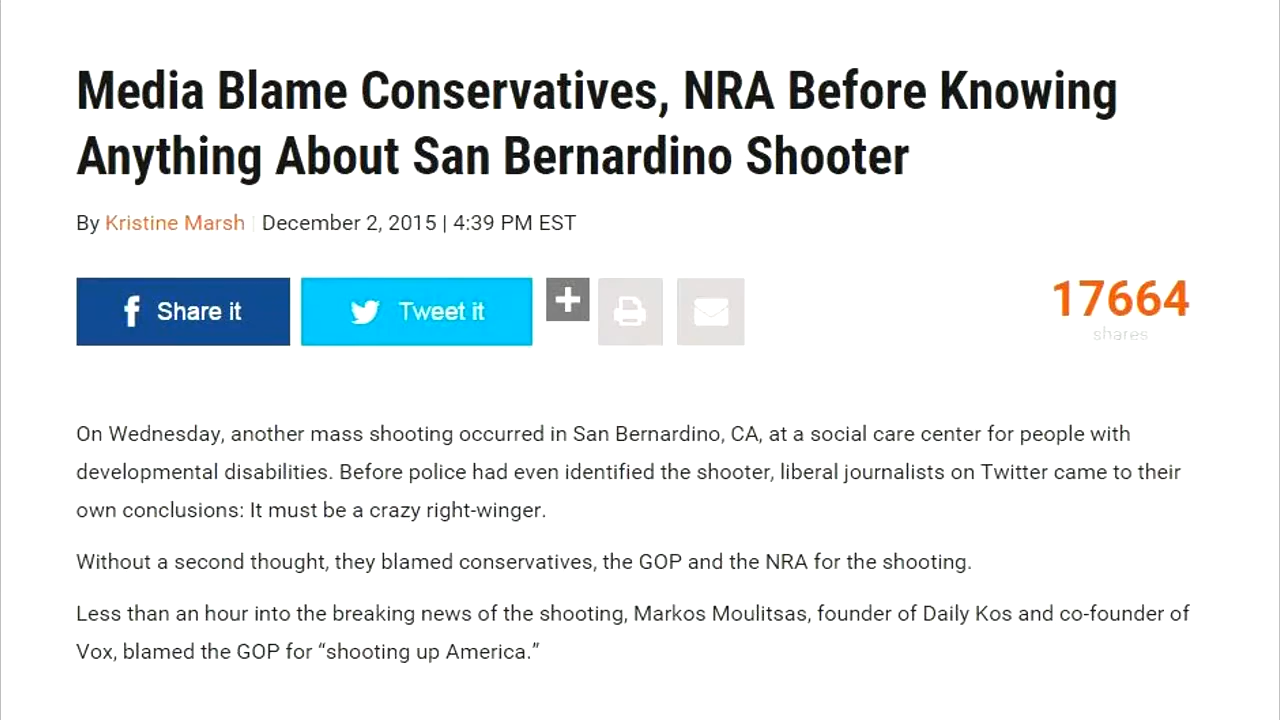 Media Blame Conservatives, NRA Before Knowing
Anything About San Bernardino Shooter
By Kristine Marsh | December 2, 2015 | 4:39 PM EST
Share it
Tweet it
17664
shares
On Wednesday, another mass shooting occurred in San Bernardino, CA, at a social care center for people with
developmental disabilities. Before police had even identified the shooter, liberal journalists on Twitter came to their
own conclusions: It must be a crazy right-winger.
Without a second thought, they blamed conservatives, the GOP and the NRA for the shooting.
Less than an hour into the breaking news of the shooting, Markos Moulitsas, founder of Daily Kos and co-founder of
Vox, blamed the GOP for “shooting up America.”